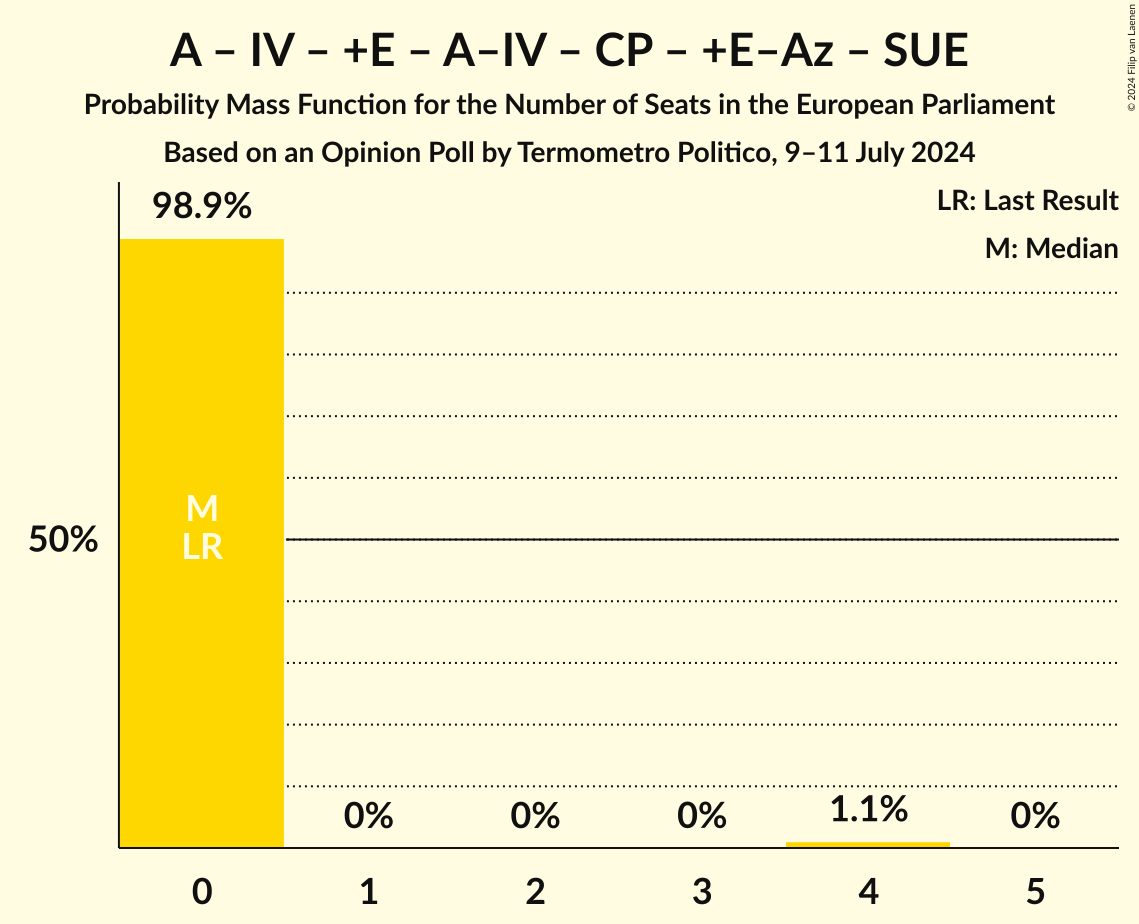 A – IV – +E – A–IV – CP – +E–Az – SUE
Probability Mass Function for the Number of Seats in the European Parliament
Based on an Opinion Poll by Termometro Politico, 9–11 July 2024
© 2024 Filip van Laenen
LR: Last Result
M: Median
98.9%
M
LR
50%
0%
0%
0%
1.1%
0%
0
1
2
3
4
5